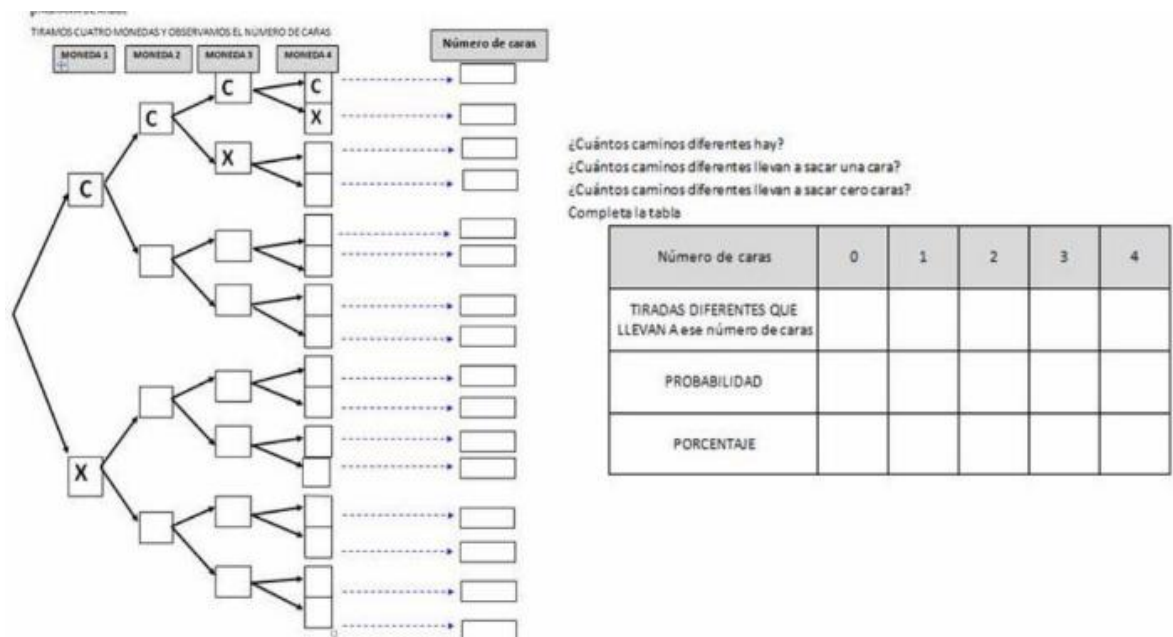 TIRAMOS CUATRO MONEDAS Y OBSERVAMOS EL NÚMERO DE CARAS
MONEDA 1 MONEDA 2 MONEDA 3 MONEDA 4 Número de caras
C C
C X
X
C
X
¿Cuántos caminos diferentes hay?
¿Cuántos caminos diferentes llevan a sacar una cara?
¿Cuántos caminos diferentes llevan a sacar cero caras?
Completa la tabla
Número de caras 0 1 2 3 4
TIRADAS DIFERENTES QUE
LLEVAN A ese número de caras
PROBABILIDAD
PORCENTAJE